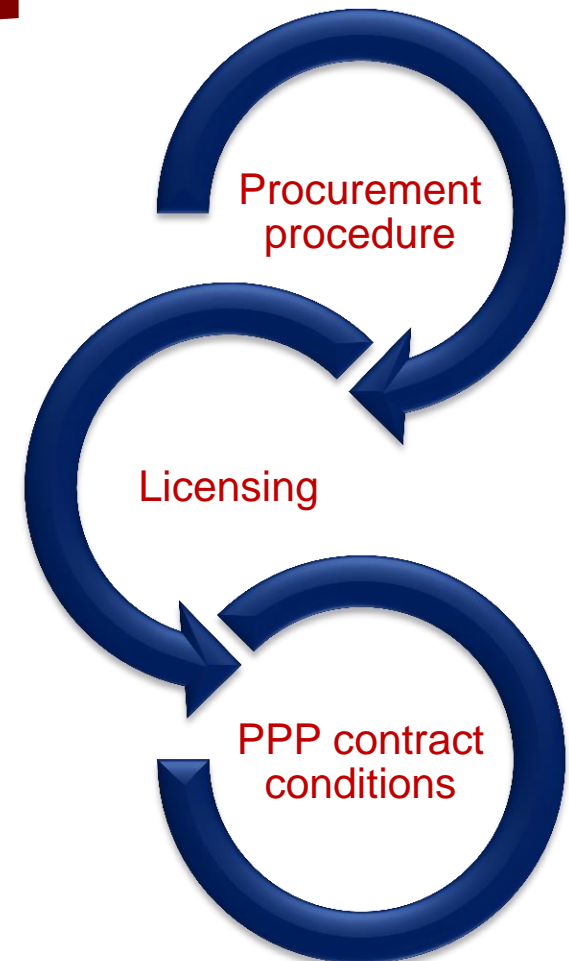 Procurement
procedure
Licensing
PPP contract
conditions